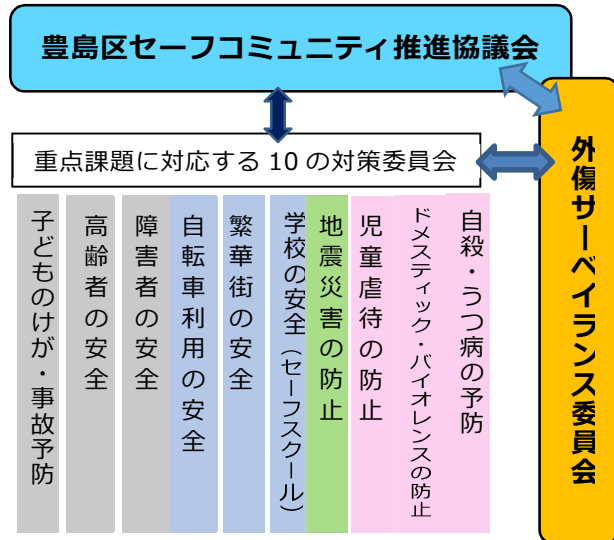 豊島区セーフコミュニティ推進協議会
重点課題に対応する 10 の対策委員会
子どものけが・事故予防
高齢者の安全
障害者の安全
自転車利用の安全
繁華街の安全
学校の安全（セーフスクール）
地震災害の防止
児童虐待の防止
ドメスティック・バイオレンスの防止
自殺・うつ病の予防
外傷サーベイランス委員会